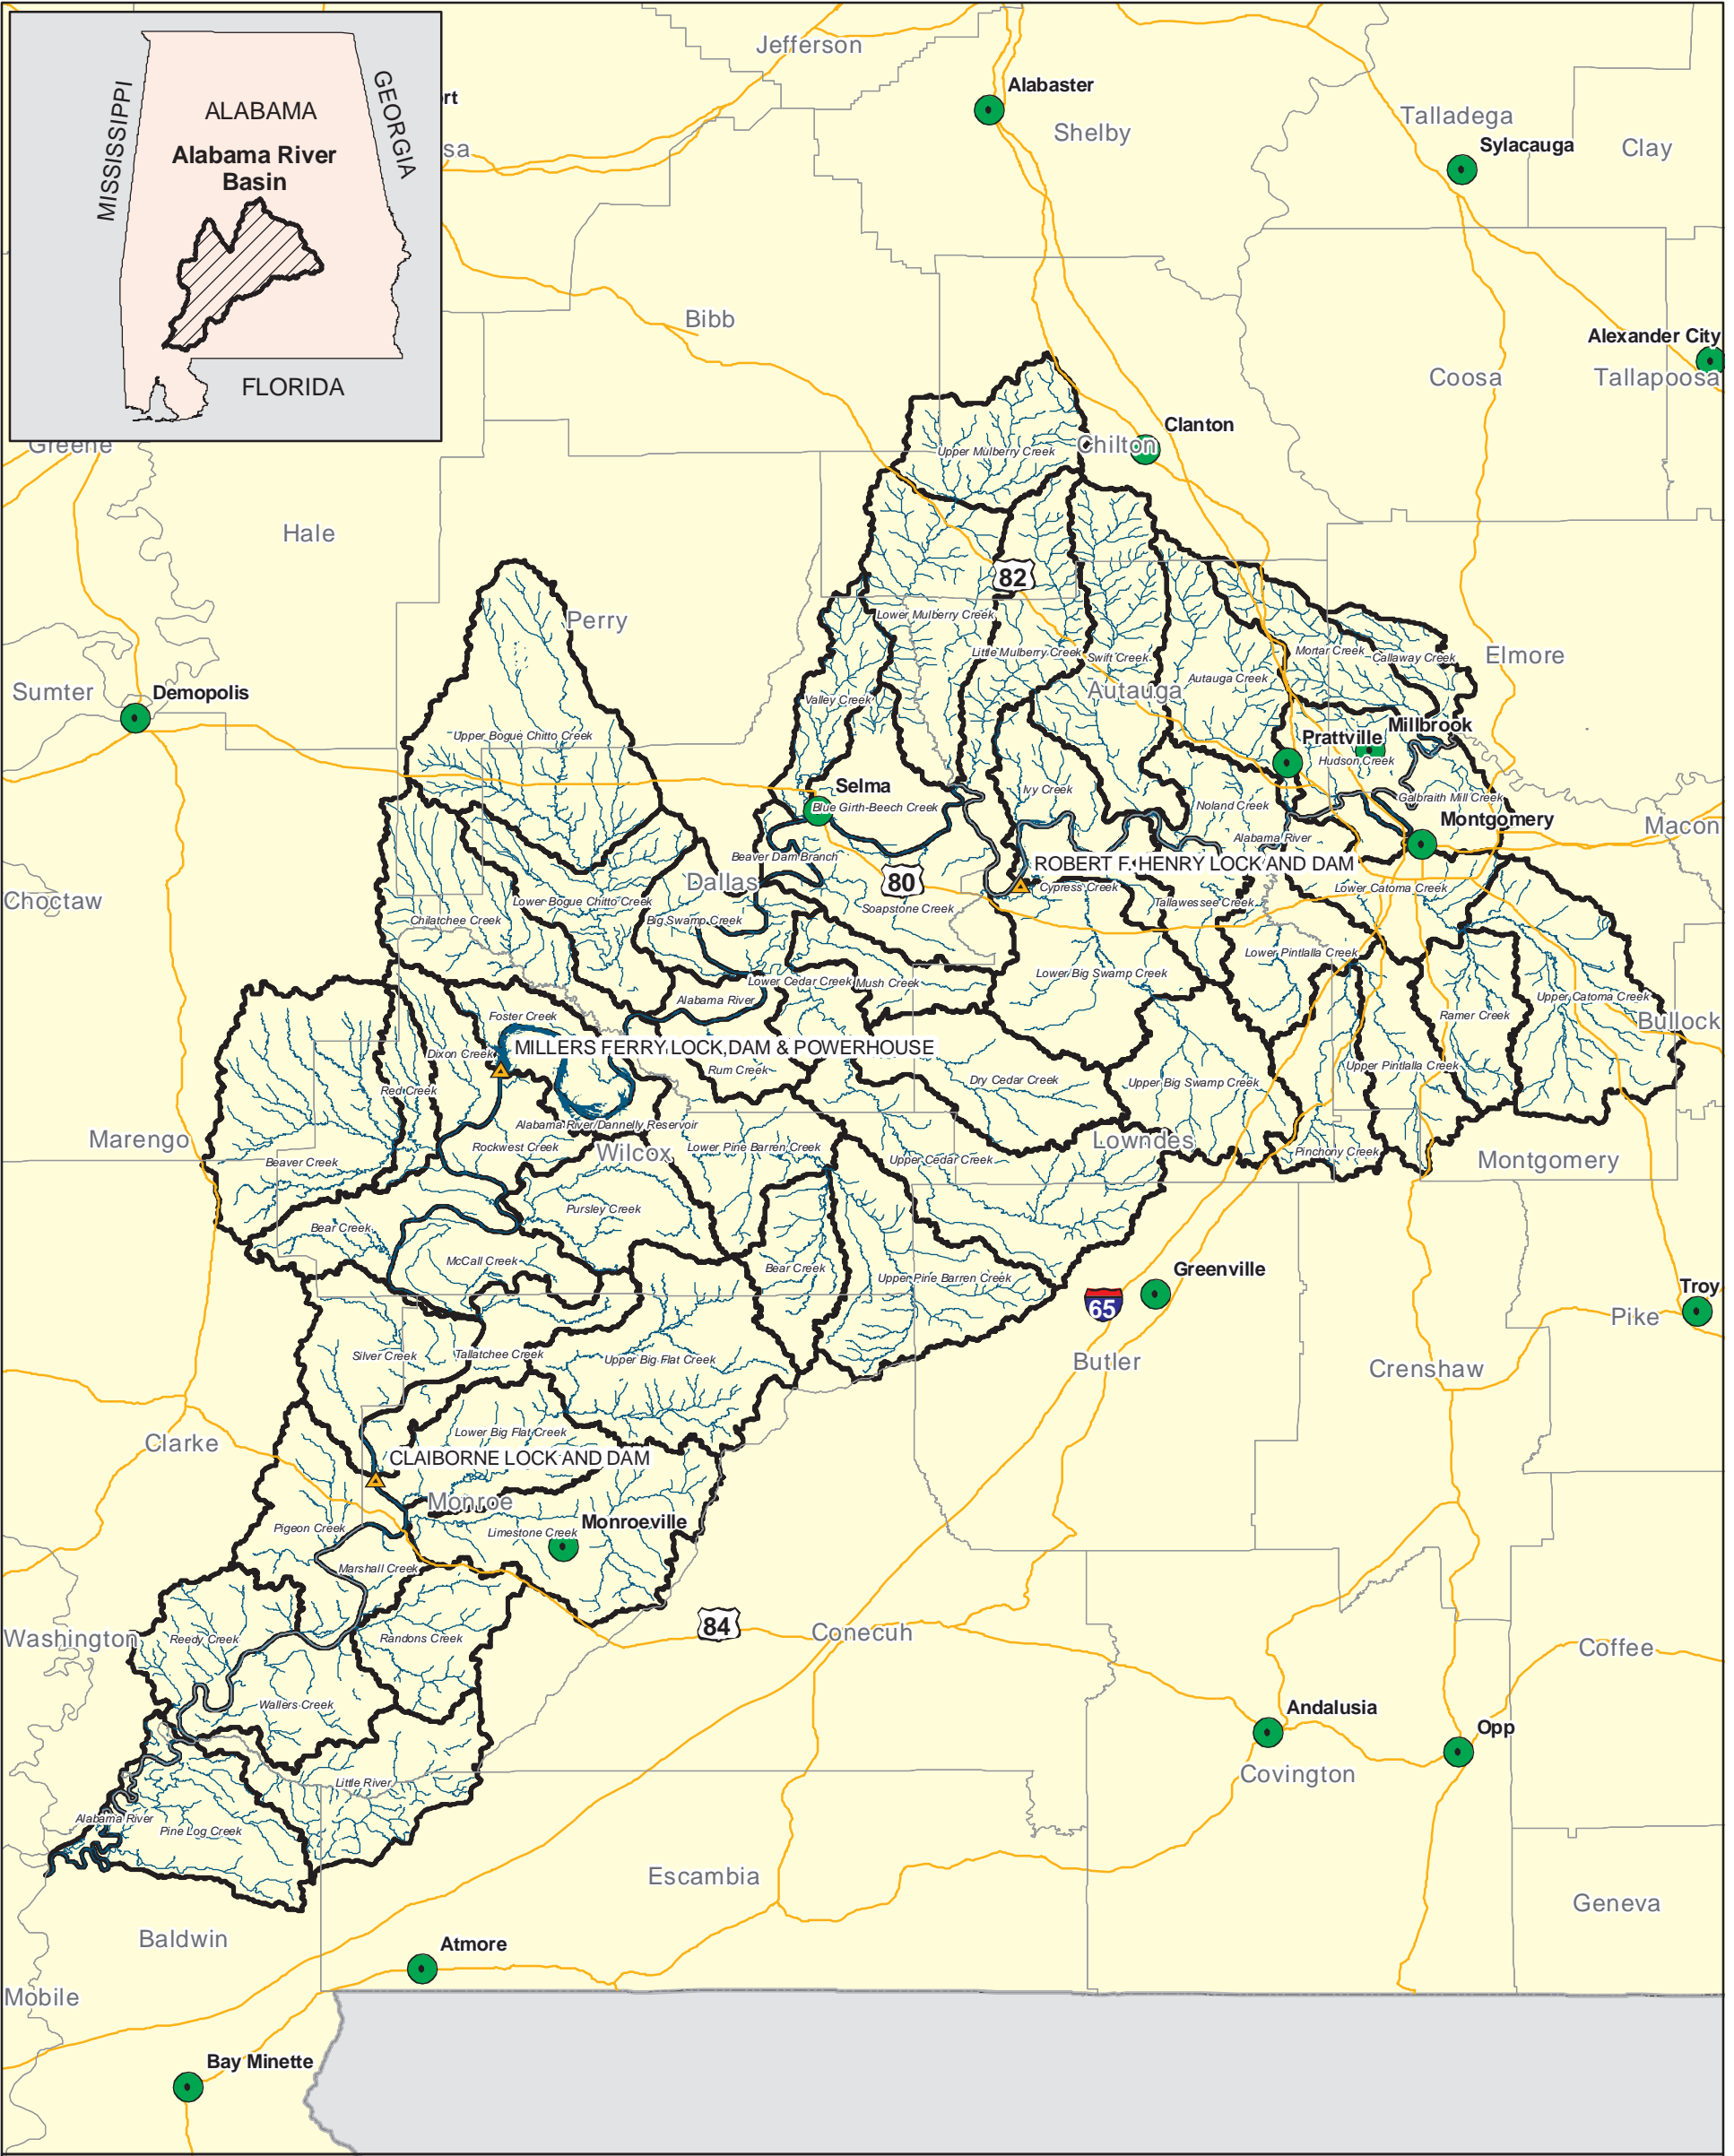 MISSISSIPPI
ALABAMA
GEORGIA
Alabama River
Basin
FLORIDA
Jefferson
Alabaster
Shelby
Talladega
Sylacauga
Clay
rt
sa
Bibb
Alexander City
Coosa
Tallapoosa
Greene
Clanton
Chilton
Upper Mulberry Creek
Hale
82
Perry
Lower Mulberry Creek
Little Mulberry Creek
Swift Creek
Mortar Creek
Callaway Creek
Elmore
Sumter
Demopolis
Valley Creek
Autauga
Autauga Creek
Upper Bogue Chitto Creek
Prattville
Millbrook
Hudson Creek
Selma
Blue Girth-Beech Creek
Ivy Creek
Noland Creek
Galbraith Mill Creek
Montgomery
Macon
Alabama River
Beaver Dam Branch
ROBERT F. HENRY LOCK AND DAM
Dallas
80
Cypress Creek
Lower Catoma Creek
Choctaw
Lower Bogue Chitto Creek
Tallawessee Creek
Chilatchee Creek
Big Swamp Creek
Soapstone Creek
Lower Pintlalla Creek
Lower Cedar Creek
Mush Creek
Lower Big Swamp Creek
Alabama River
Upper Catoma Creek
Foster Creek
Ramer Creek
Bullock
MILLERS FERRY LOCK,DAM & POWERHOUSE
Dixon Creek
Rum Creek
Dry Cedar Creek
Upper Big Swamp Creek
Upper Pintlalla Creek
Red Creek
Alabama River/Dannelly Reservoir
Marengo
Rockwest Creek
Wilcox
Lower Pine Barren Creek
Lowndes
Beaver Creek
Upper Cedar Creek
Pinchony Creek
Montgomery
Bear Creek
Pursley Creek
McCall Creek
Bear Creek
Upper Pine Barren Creek
Greenville
Troy
65
Pike
Silver Creek
Tallatchee Creek
Upper Big Flat Creek
Butler
Crenshaw
Clarke
Lower Big Flat Creek
CLAIBORNE LOCK AND DAM
Monroe
Pigeon Creek
Limestone Creek
Monroeville
Marshall Creek
Washington
Reedy Creek
Randons Creek
84
Conecuh
Coffee
Wallers Creek
Andalusia
Opp
Little River
Covington
Alabama River
Pine Log Creek
Escambia
Geneva
Baldwin
Atmore
Mobile
Bay Minette